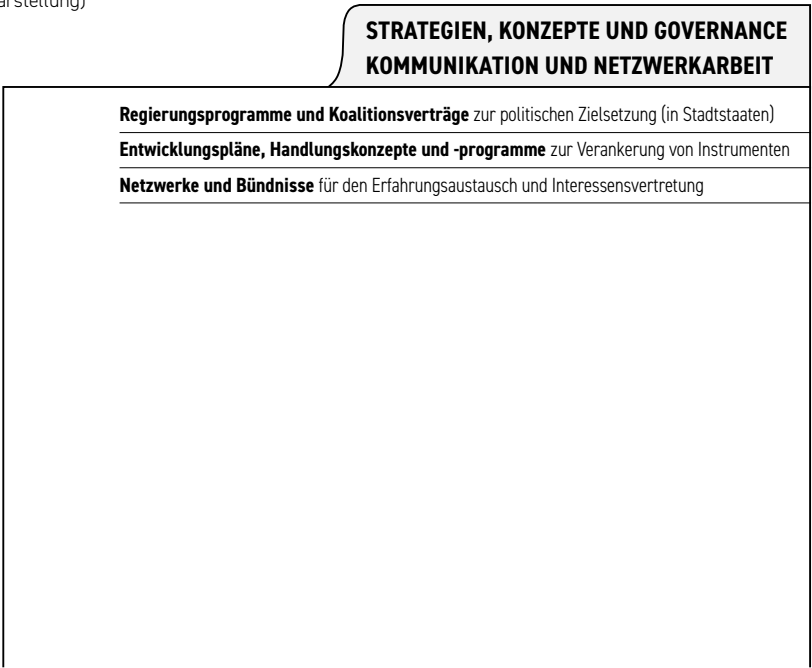 arstellung)
STRATEGIEN, KONZEPTE UND GOVERNANCE
KOMMUNIKATION UND NETZWERKARBEIT
Regierungsprogramme und Koalitionsverträge zur politischen Zielsetzung (in Stadtstaaten)
Entwicklungspläne, Handlungskonzepte und -programme zur Verankerung von Instrumenten
Netzwerke und Bündnisse für den Erfahrungsaustausch und Interessensvertretung